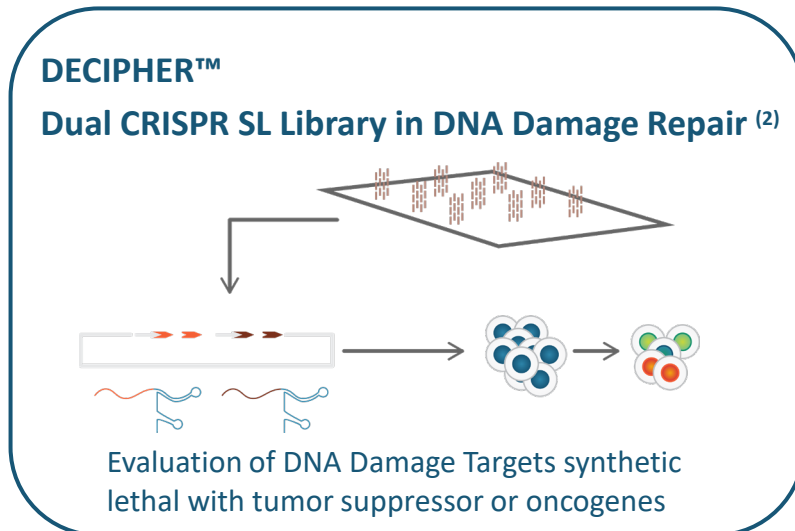 DECIPHER™
Dual CRISPR SL Library in DNA Damage Repair (2)
Evaluation of DNA Damage Targets synthetic
lethal with tumor suppressor or oncogenes